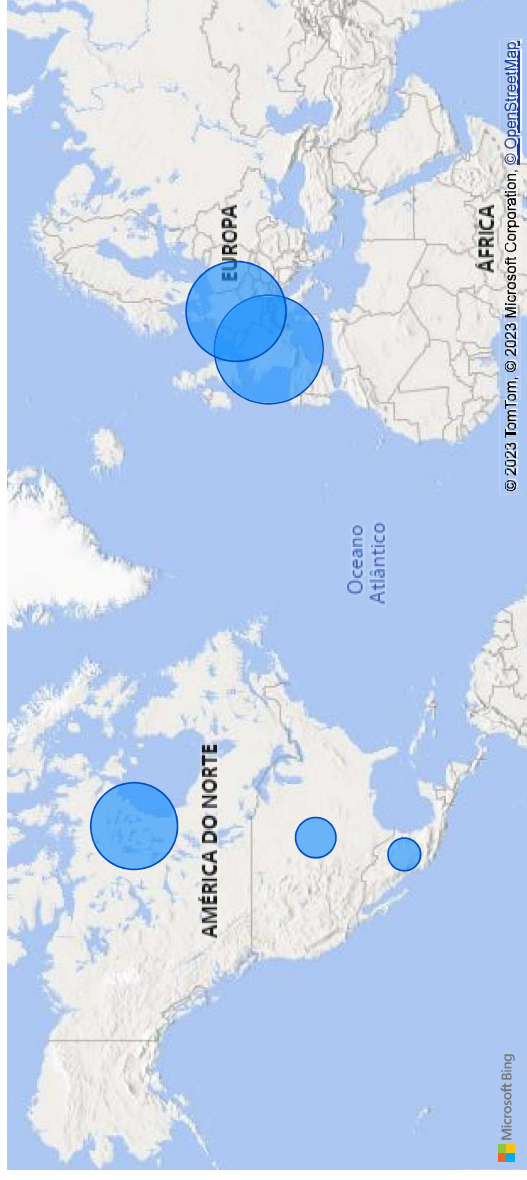 EUROPA
ÁFRICA
Oceano
Atlântico
AMÉRICA DO NORTE
Microsoft Bing
© 2023 TomTom, © 2023 Microsoft Corporation, © OpenStreetMap